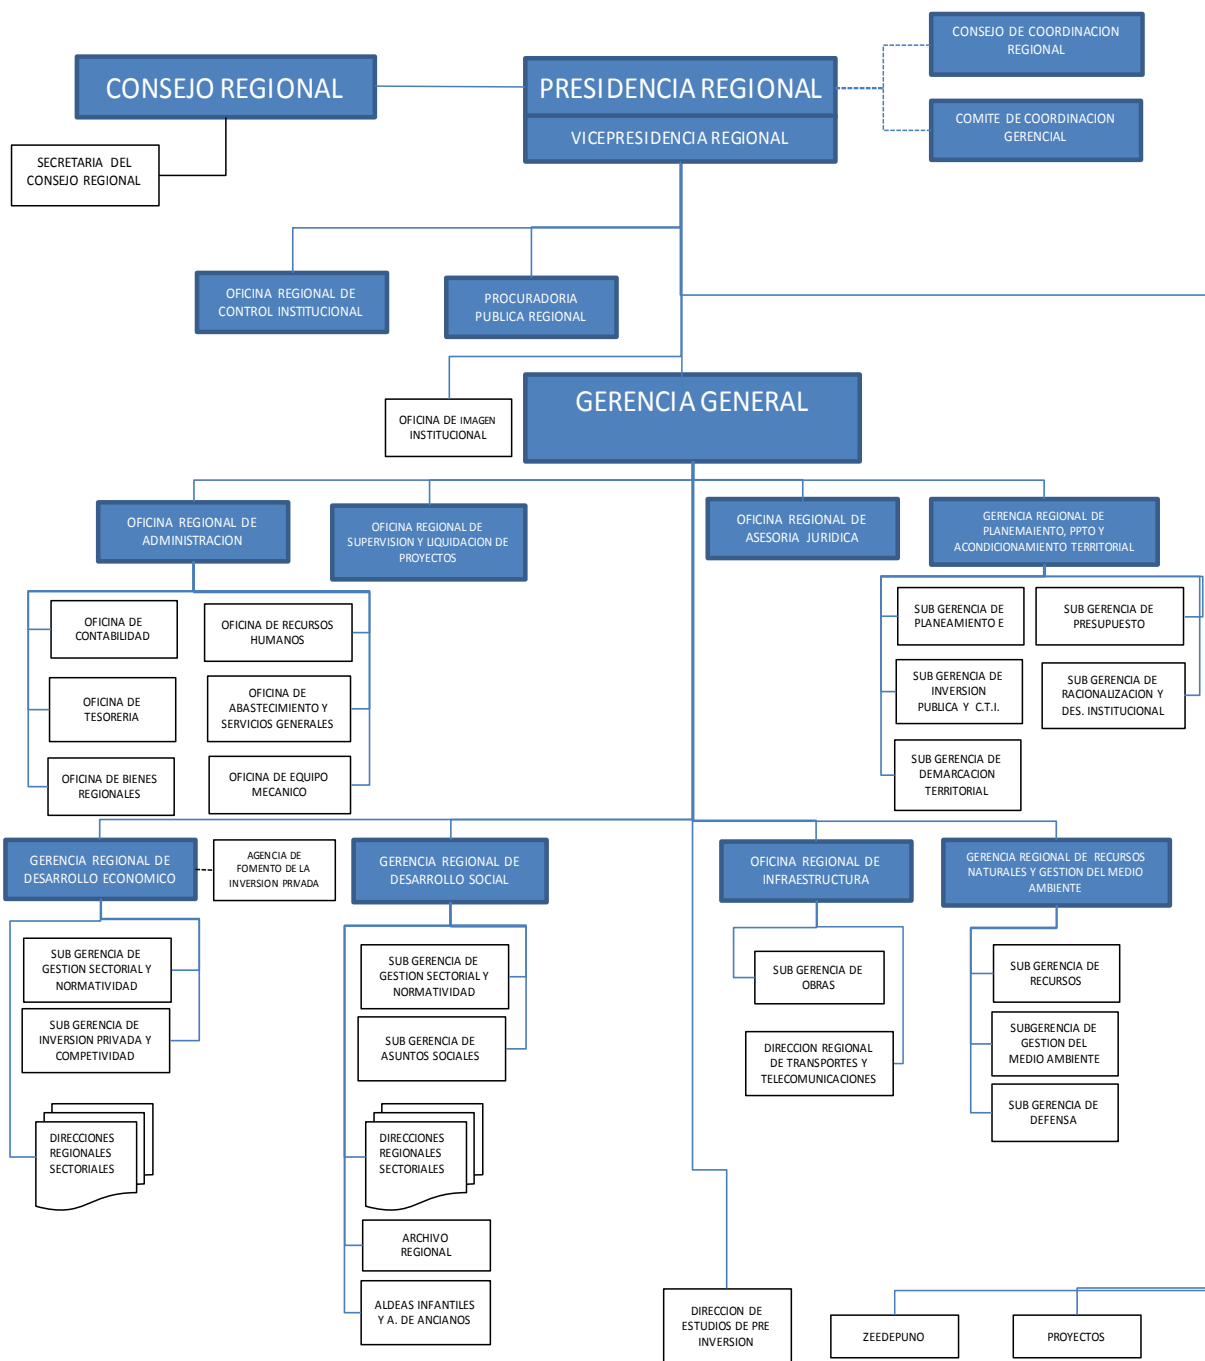 CONSEJO DE COORDINACION
REGIONAL
CONSEJO REGIONAL
PRESIDENCIA REGIONAL
VICEPRESIDENCIA REGIONAL
COMITE DE COORDINACION
GERENCIAL
SECRETARIA DEL
CONSEJO REGIONAL
OFICINA REGIONAL DE
CONTROL INSTITUCIONAL
PROCURADORIA
PUBLICA REGIONAL
GERENCIA GENERAL
OFICINA DE IMAGEN
INSTITUCIONAL
OFICINA REGIONAL DE
ADMINISTRACION
OFICINA REGIONAL DE
SUPERVISION Y LIQUIDACION DE
PROYECTOS
OFICINA REGIONAL DE
ASESORIA JURIDICA
GERENCIA REGIONAL DE
PLANEMAIENTO, PPTO Y
ACONDICIONAMIENTO TERRITORIAL
OFICINA DE
CONTABILIDAD
OFICINA DE RECURSOS
HUMANOS
SUB GERENCIA DE
PLANEAMIENTO E
SUB GERENCIA DE
PRESUPUESTO
OFICINA DE
TESORERIA
OFICINA DE
ABASTECIMIENTO Y
SERVICIOS GENERALES
SUB GERENCIA DE
INVERSION
PUBLICA Y C.T.I.
SUB GERENCIA DE
RACIONALIZACION Y
DES. INSTITUCIONAL
OFICINA DE BIENES
REGIONALES
OFICINA DE EQUIPO
MECANICO
SUB GERENCIA DE
DEMARCACION
TERRITORIAL
GERENCIA REGIONAL DE
DESARROLLO ECONOMICO
AGENCIA DE
FOMENTO DE LA
INVERSION PRIVADA
GERENCIA REGIONAL DE
DESARROLLO SOCIAL
OFICINA REGIONAL DE
INFRAESTRUCTURA
GERENCIA REGIONAL DE RECURSOS
NATURALES Y GESTION DEL MEDIO
AMBIENTE
SUB GERENCIA DE
GESTION SECTORIAL Y
NORMATIVIDAD
SUB GERENCIA DE
GESTION SECTORIAL Y
NORMATIVIDAD
SUB GERENCIA DE
OBRAS
SUB GERENCIA DE
RECURSOS
SUB GERENCIA DE
INVERSION PRIVADA Y
COMPETIVIDAD
SUB GERENCIA DE
ASUNTOS SOCIALES
DIRECCION REGIONAL
DE TRANSPORTES Y
TELECOMUNICACIONES
SUBGERENCIA DE
GESTION DEL
MEDIO AMBIENTE
DIRECCIONES
REGIONALES
SECTORIALES
DIRECCIONES
REGIONALES
SECTORIALES
SUB GERENCIA DE
DEFENSA
ARCHIVO
REGIONAL
ALDEAS INFANTILES
Y A. DE ANCIANOS
DIRECCION DE
ESTUDIOS DE PRE
INVERSION
ZEEDEPUNO
PROYECTOS